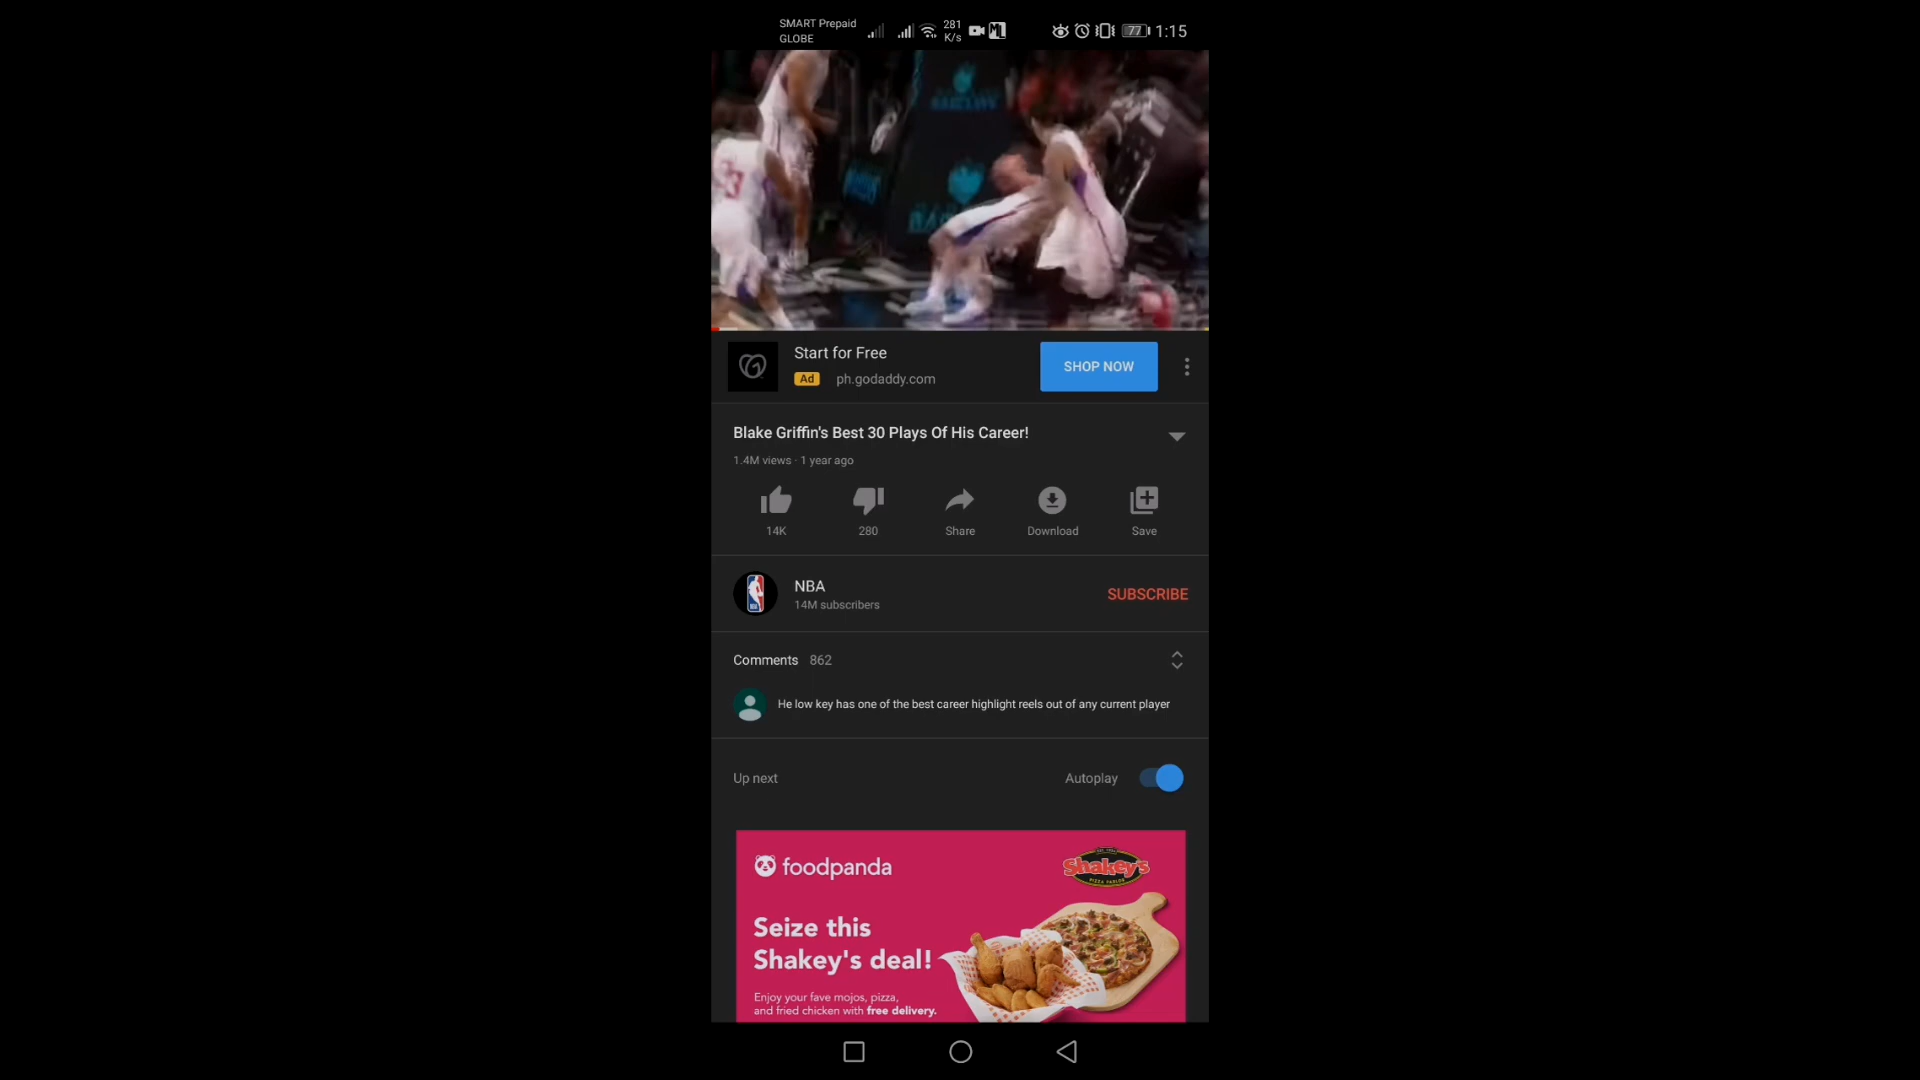 SMART Prepaid
GLOBE
281
K/s
77
1:15
Start for Free
SHOP NOW
Ad
ph.godaddy.com
Blake Griffin's Best 30 Plays Of His Career!
1.4M views · 1 year ago
14K
280
Share
Download
Save
NBA
14M subscribers
SUBSCRIBE
Comments 862
He low key has one of the best career highlight reels out of any current player
Up next
Autoplay
foodpanda
Shakey's
PIZZA PARLOR
Seize this
Shakey's deal!
Enjoy your fave mojos, pizza,
and fried chicken with free delivery.